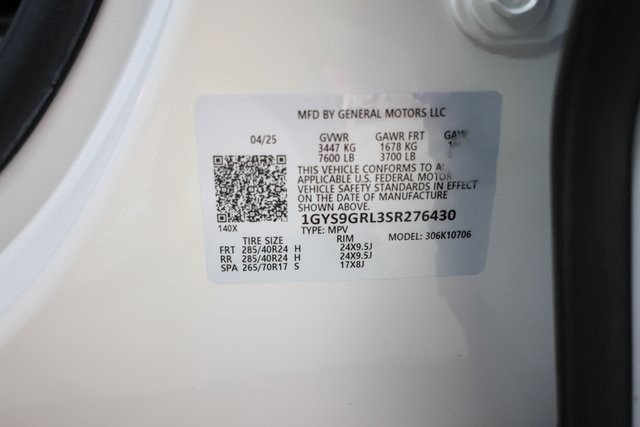 MFD BY GENERAL MOTORS LLC
04/25 GVWR GAWR FRT
3447 KG 1678 KG
7600 LB 3700 LB
THIS VEHICLE CONFORMS TO
APPLICABLE U.S. FEDERAL MOTOR
VEHICLE SAFETY STANDARDS IN EFFECT
ON THE DATE OF MANUFACTURE
SHOWN ABOVE.
1GYS9GRL3SR276430
140X TYPE: MPV MODEL: 306K10706
TIRE SIZE RIM
FRT 285/40R24 H 24X9.5J
RR 285/40R24 H 24X9.5J
SPA 265/70R17 S 17X8J